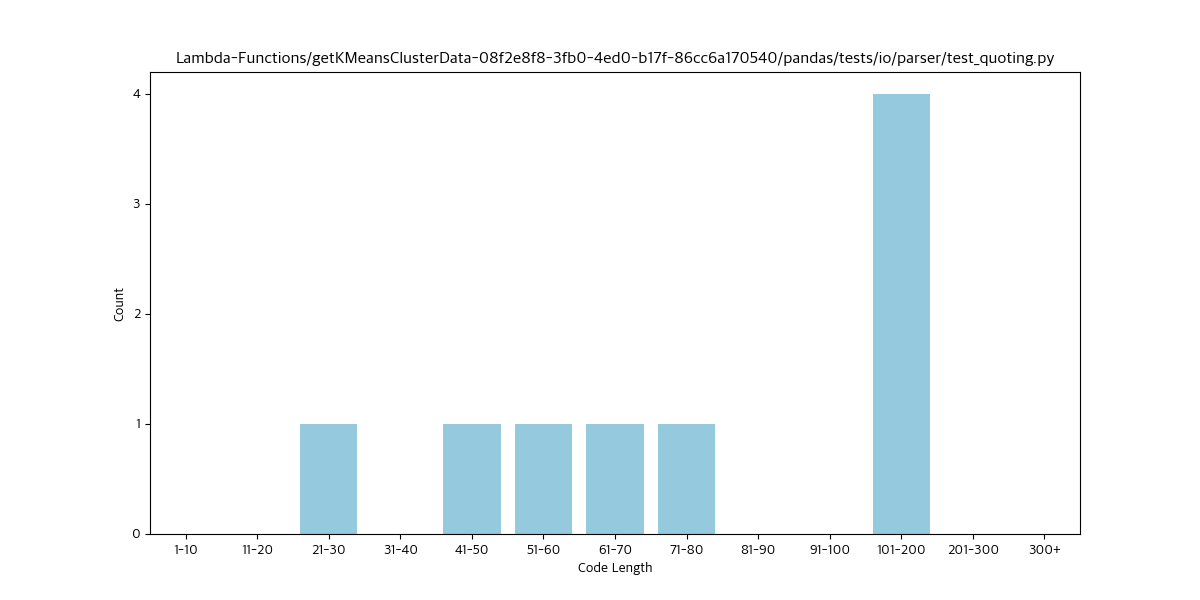 Lambda-Functions/getKMeansClusterData-08f2e8f8-3fb0-4ed0-b17f-86cc6a170540/pandas/tests/io/parser/test_quoting.py
4
3
2
1
0
Count
1-10 11-20 21-30 31-40 41-50 51-60 61-70 71-80 81-90 91-100 101-200 201-300 300+
Code Length